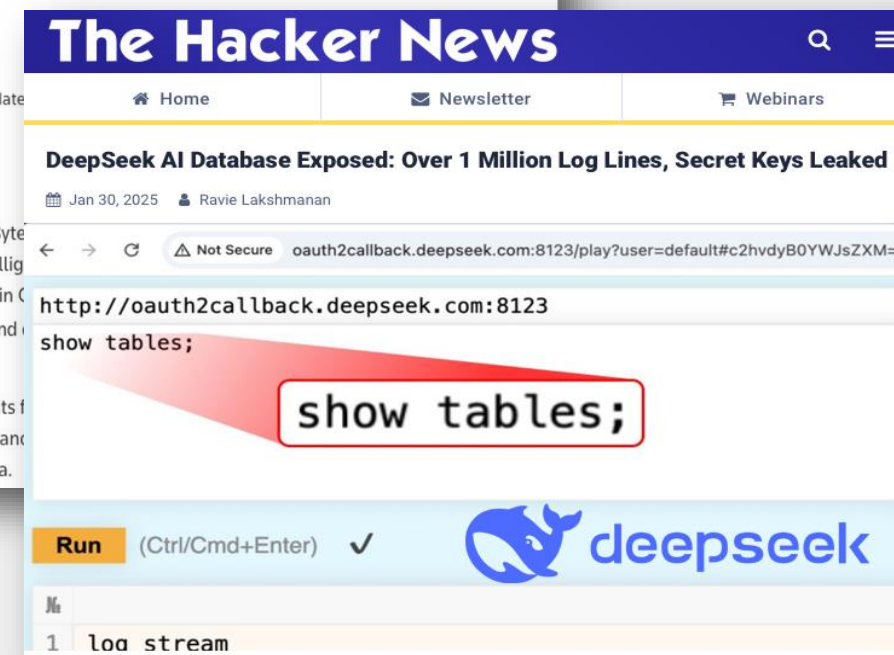 The Hacker News
Home Newsletter Webinars
DeepSeek AI Database Exposed: Over 1 Million Log Lines, Secret Keys Leaked
Jan 30, 2025 Ravie Lakshmanan
Not Secure oauth2callback.deepseek.com:8123/play?user=default#c2hvdyB0YWJsZXM=
http://oauth2callback.deepseek.com:8123
show tables;
show tables;
Run (Ctrl/Cmd+Enter) ✓
deepseek
№
1 log_stream